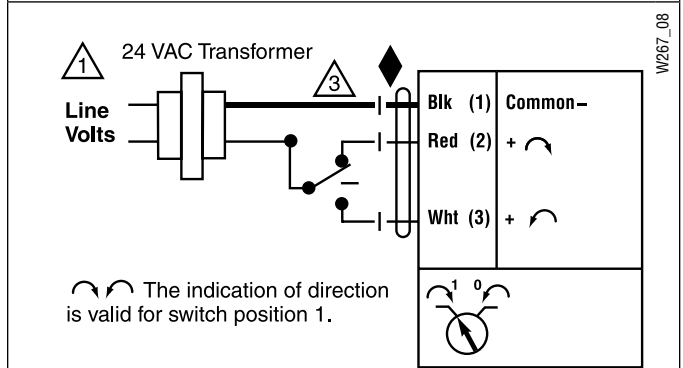 W267_08
24 VAC Transformer
1
3
Line
Volts
Blk (1) Common –
Red (2) +
Wht (3) +
The indication of direction
is valid for switch position 1.
1 0